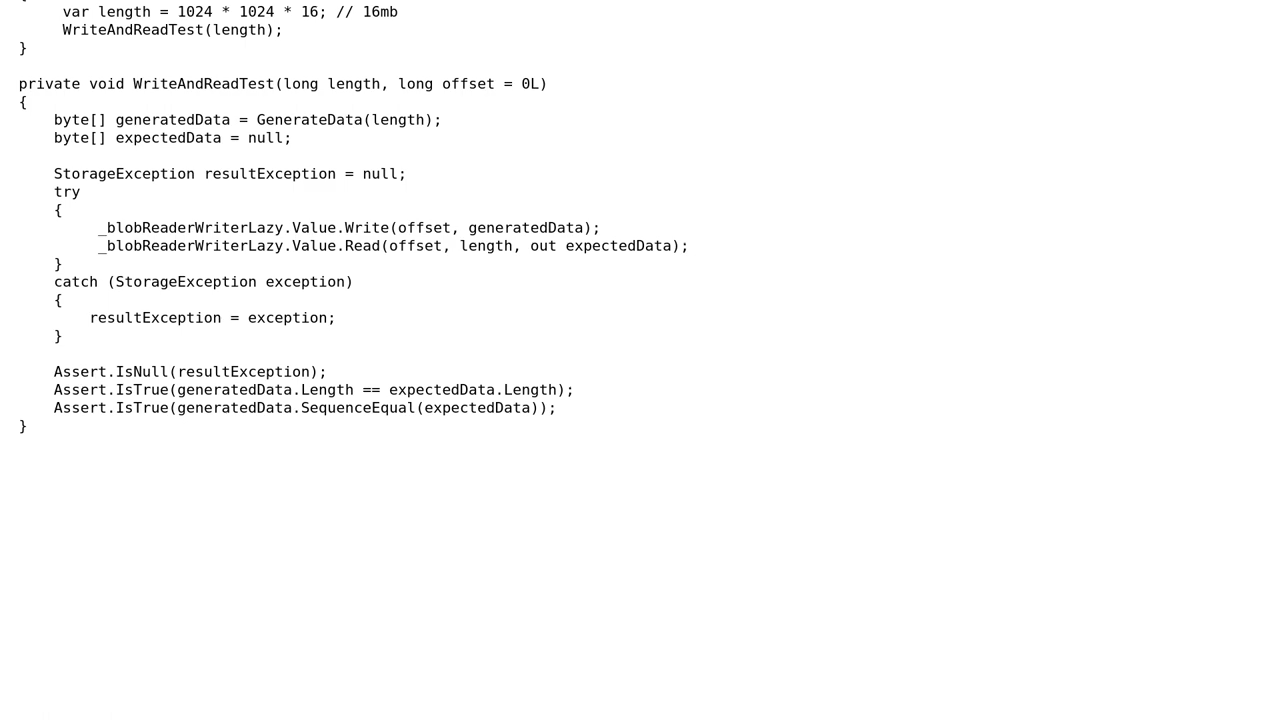 {
     var length = 1024 * 1024 * 16; // 16mb
     WriteAndReadTest(length);
}

private void WriteAndReadTest(long length, long offset = 0L)
{
    byte[] generatedData = GenerateData(length);
    byte[] expectedData = null;

    StorageException resultException = null;
    try
    {
         _blobReaderWriterLazy.Value.Write(offset, generatedData);
         _blobReaderWriterLazy.Value.Read(offset, length, out expectedData);
    }
    catch (StorageException exception)
    {
        resultException = exception;
    }

    Assert.IsNull(resultException);
    Assert.IsTrue(generatedData.Length == expectedData.Length);
    Assert.IsTrue(generatedData.SequenceEqual(expectedData));
}